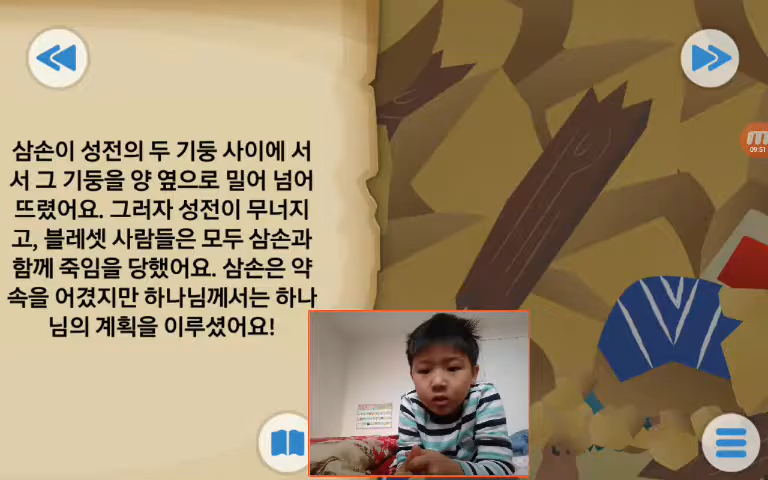 삼손이 성전의 두 기둥 사이에 서
서 그 기둥을 양 옆으로 밀어 넘어
뜨렸어요. 그러자 성전이 무너지
고, 블레셋 사람들은 모두 삼손과
함께 죽임을 당했어요. 삼손은 약
속을 어겼지만 하나님께서는 하나
님의 계획을 이루셨어요!
09:51